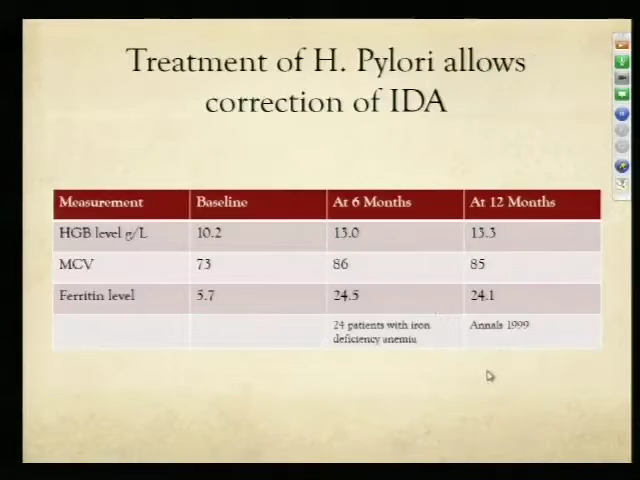 Treatment of H. Pylori allows
correction of IDA
Measurement Baseline At 6 Months At 12 Months
HGB level g/L 10.2 13.0 13.3
MCV 73 86 85
Ferritin level 5.7 24.5 24.1
24 patients with iron Annals 1999
deficiency anemia